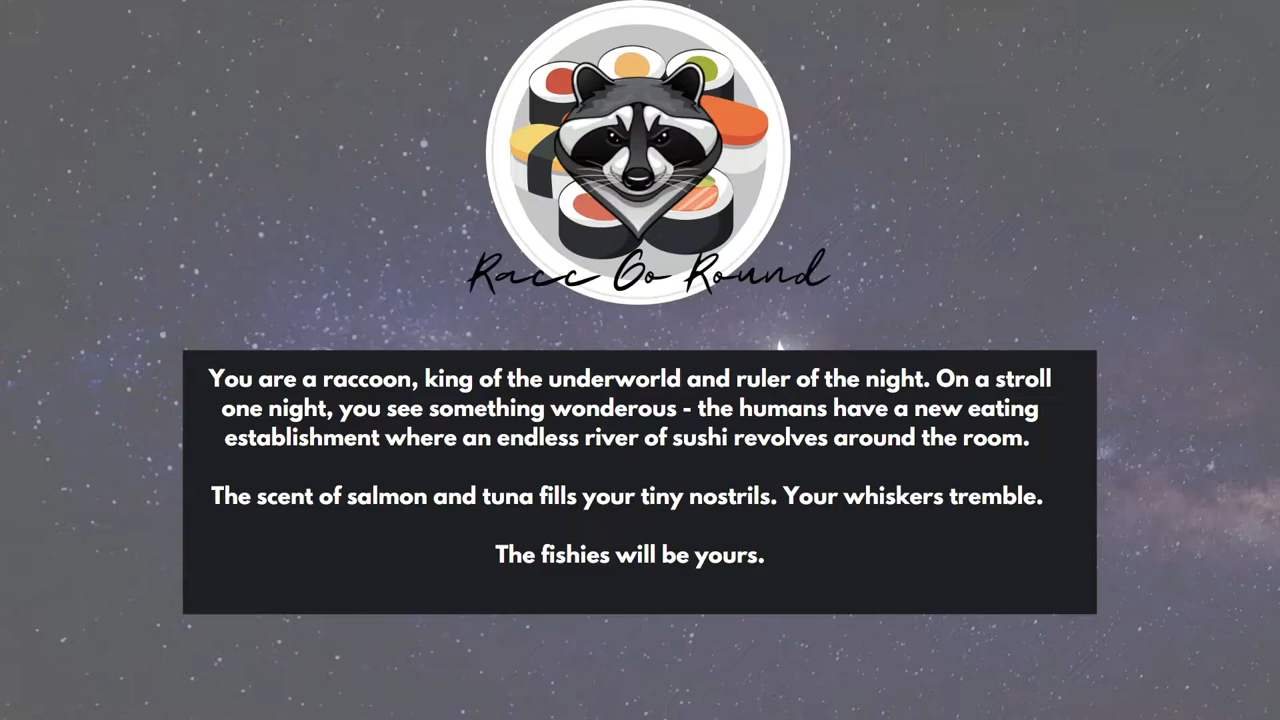 Racc Go Round
You are a raccoon, king of the underworld and ruler of the night. On a stroll
one night, you see something wonderous - the humans have a new eating
establishment where an endless river of sushi revolves around the room.
The scent of salmon and tuna fills your tiny nostrils. Your whiskers tremble.
The fishies will be yours.